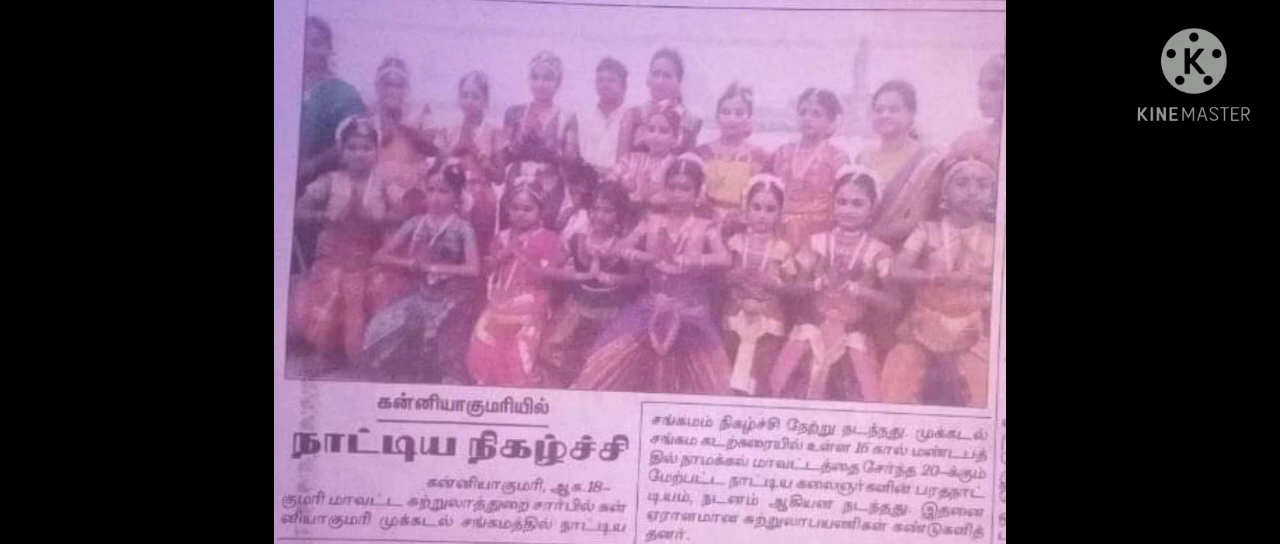 KINEMASTER
கன்னியாகுமரியில்
நாட்டிய நிகழ்ச்சி
கன்னியாகுமரி, ஆக.18-
குமரி மாவட்ட சுற்றுலாத்துறை சார்பில் கன்
னியாகுமரி முக்கடல் சங்கமத்தில் நாட்டிய
சங்கமம் நிகழ்ச்சி நேற்று நடந்தது. முக்கடல்
சங்கம கடற்கரையில் உள்ள 16 கால் மண்டபத்
தில் நாமக்கல் மாவட்டத்தை சேர்ந்த 20-க்கும்
மேற்பட்ட நாட்டிய கலைஞர்களின் பரதநாட்
டியம், நடனம் ஆகியன நடந்தது. இதனை
ஏராளமான சுற்றுலாபயணிகள் கண்டுகளித்
தனர்.